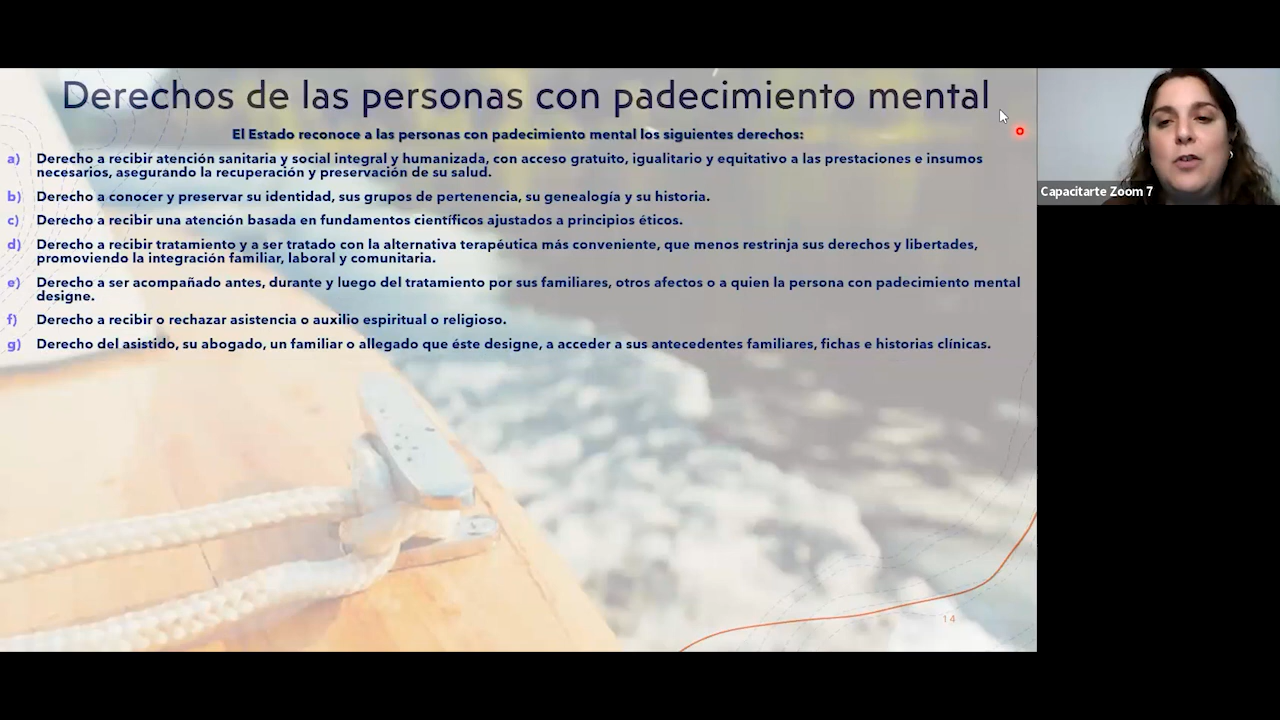 Derechos de las personas con padecimiento mental
El Estado reconoce a las personas con padecimiento mental los siguientes derechos:
a) Derecho a recibir atención sanitaria y social integral y humanizada, con acceso gratuito, igualitario y equitativo a las prestaciones e insumos
necesarios, asegurando la recuperación y preservación de su salud.
b) Derecho a conocer y preservar su identidad, sus grupos de pertenencia, su genealogía y su historia.
c) Derecho a recibir una atención basada en fundamentos científicos ajustados a principios éticos.
d) Derecho a recibir tratamiento y a ser tratado con la alternativa terapéutica más conveniente, que menos restrinja sus derechos y libertades,
promoviendo la integración familiar, laboral y comunitaria.
e) Derecho a ser acompañado antes, durante y luego del tratamiento por sus familiares, otros afectos o a quien la persona con padecimiento mental
designe.
f) Derecho a recibir o rechazar asistencia o auxilio espiritual o religioso.
g) Derecho del asistido, su abogado, un familiar o allegado que éste designe, a acceder a sus antecedentes familiares, fichas e historias clínicas.
14
Capacitarte Zoom 7